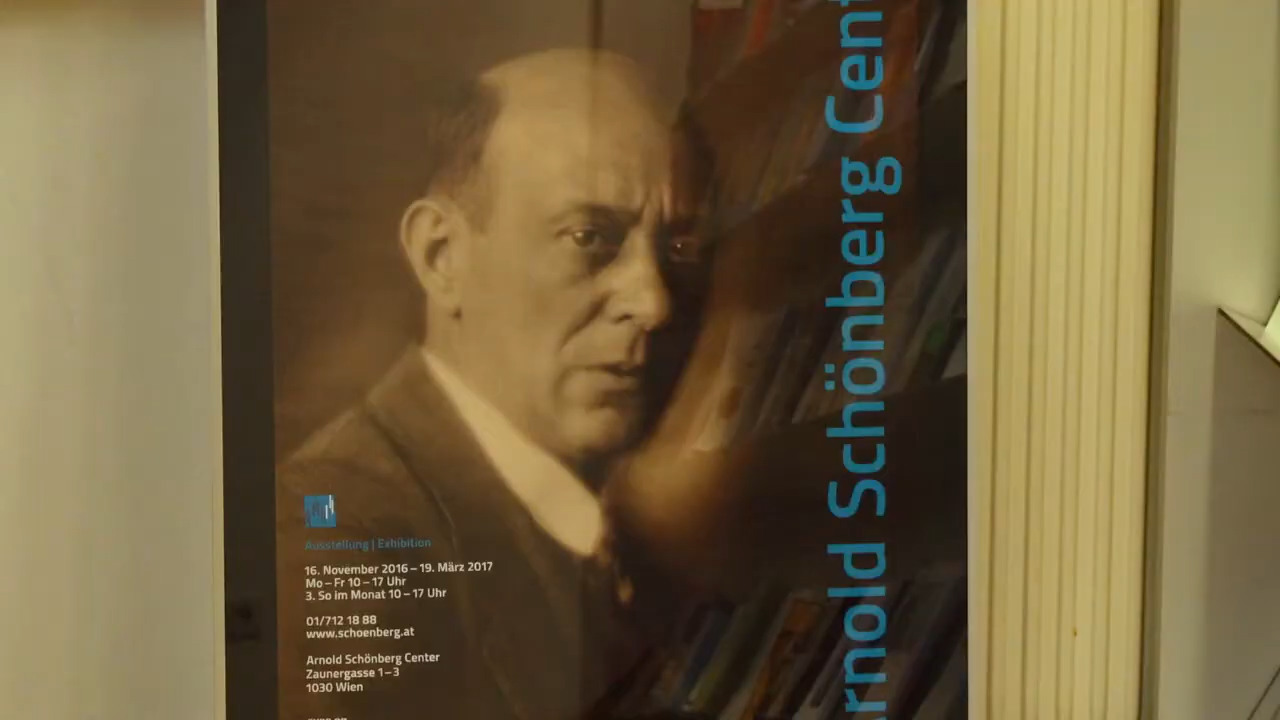 Arnold Schönberg Cent
Ausstellung | Exhibition
16. November 2016 – 19. März 2017
Mo – Fr 10 – 17 Uhr
3. So im Monat 10 – 17 Uhr
01/712 18 88
www.schoenberg.at
Arnold Schönberg Center
Zaunergasse 1–3
1030 Wien